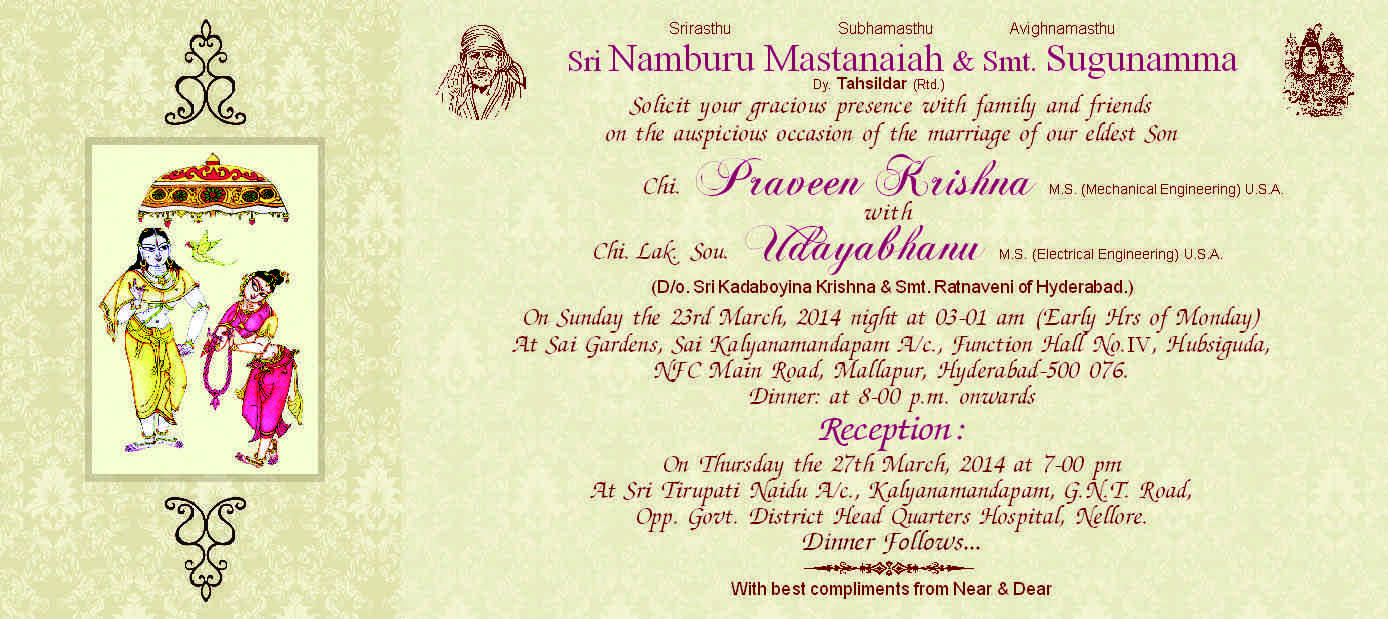 Srirasthu Subhamasthu Avighnamasthu
Sri Namburu Mastanaiah & Smt. Sugunamma
Dy. Tahsildar (Rtd.)
Solicit your gracious presence with family and friends
on the auspicious occasion of the marriage of our eldest Son
Chi. Praveen Krishna M.S. (Mechanical Engineering) U.S.A.
with
Chi. Lak. Sou. Udayabhanu M.S. (Electrical Engineering) U.S.A.
(D/o. Sri Kadaboyina Krishna & Smt. Ratnaveni of Hyderabad.)
On Sunday the 23rd March, 2014 night at 03-01 am (Early Hrs of Monday)
At Sai Gardens, Sai Kalyanamandapam A/c., Function Hall No.IV, Hubsiguda,
NFC Main Road, Mallapur, Hyderabad-500 076.
Dinner: at 8-00 p.m. onwards
Reception :
On Thursday the 27th March, 2014 at 7-00 pm
At Sri Tirupati Naidu A/c., Kalyanamandapam, G.N.T. Road,
Opp. Govt. District Head Quarters Hospital, Nellore.
Dinner Follows...
With best compliments from Near & Dear